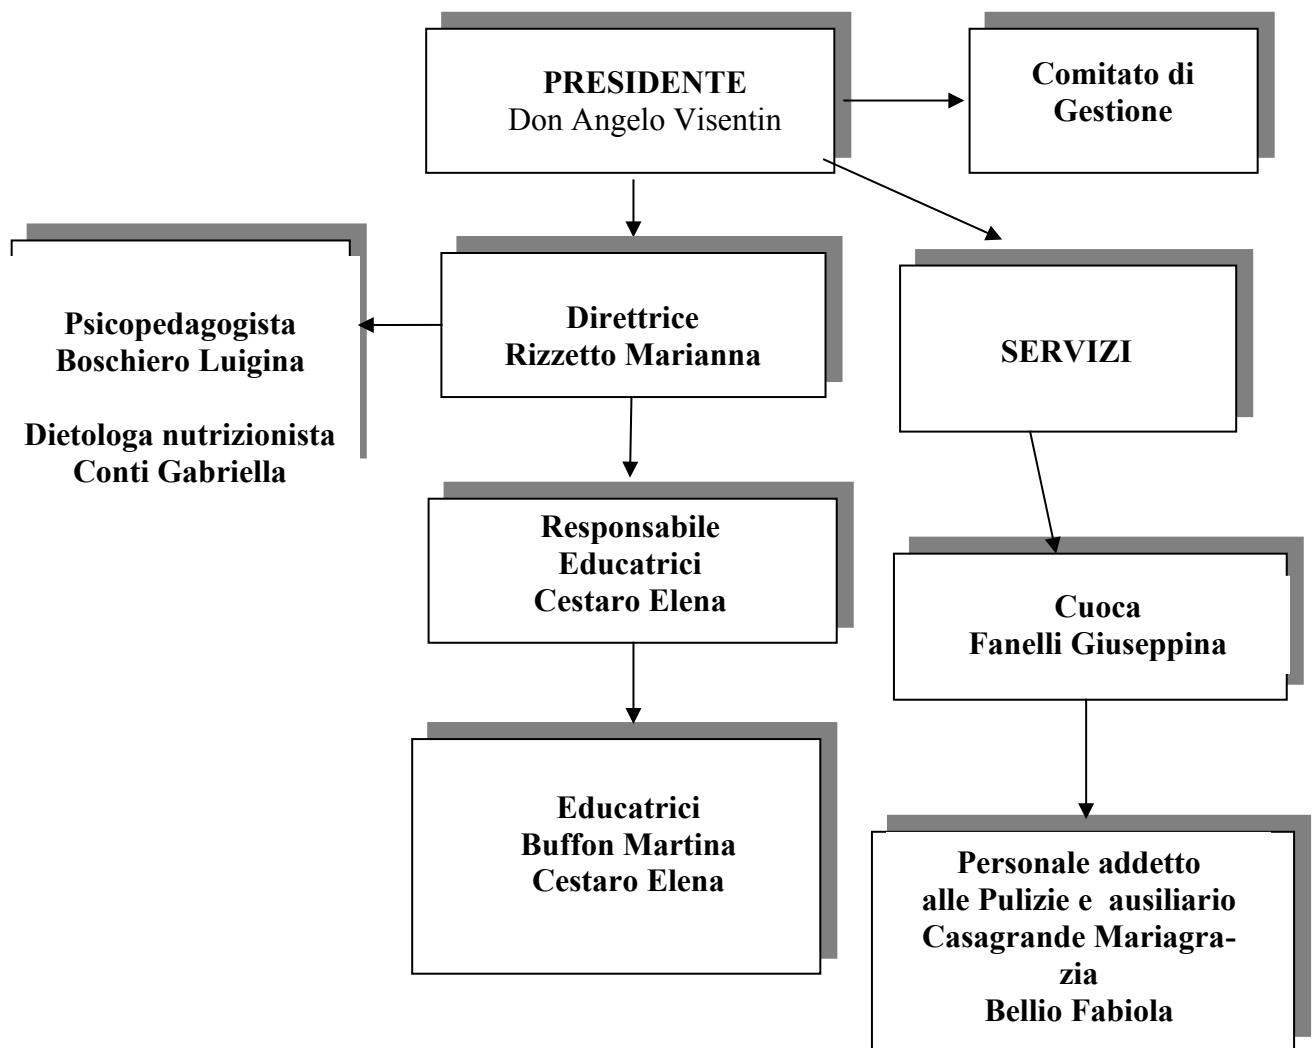 PRESIDENTE
Don Angelo Visentin
Comitato di
Gestione
Psicopedagogista
Boschiero Luigina
Dietologa nutrizionista
Conti Gabriella
Direttrice
Rizzetto Marianna
SERVIZI
Responsabile
Educatrici
Cestaro Elena
Cuoca
Fanelli Giuseppina
Educatrici
Buffon Martina
Cestaro Elena
Personale addetto
alle Pulizie e ausiliario
Casagrande Mariagra-
zia
Bellio Fabiola